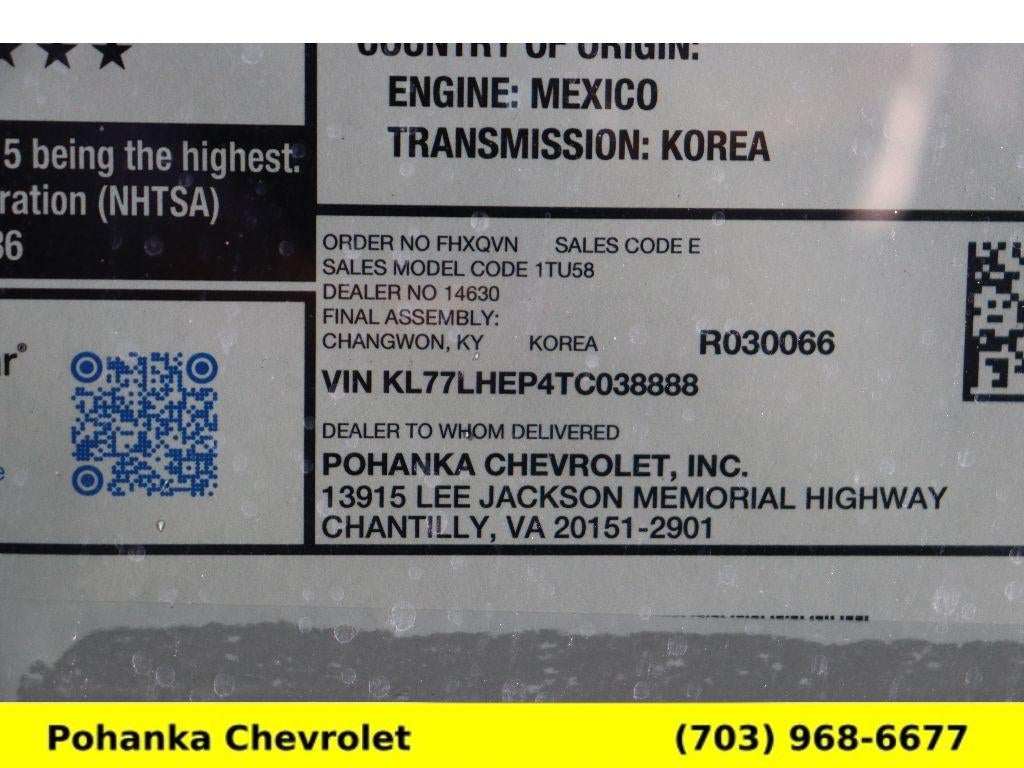 COUNTRY OF ORIGIN:
ENGINE: MEXICO
TRANSMISSION: KOREA
5 being the highest.
ration (NHTSA)
36
ORDER NO FHXQVN SALES CODE E
SALES MODEL CODE 1TU58
DEALER NO 14630
FINAL ASSEMBLY:
CHANGWON, KY KOREA R030066
VIN KL77LHEP4TC038888
DEALER TO WHOM DELIVERED
POHANKA CHEVROLET, INC.
13915 LEE JACKSON MEMORIAL HIGHWAY
CHANTILLY, VA 20151-2901
Pohanka Chevrolet (703) 968-6677